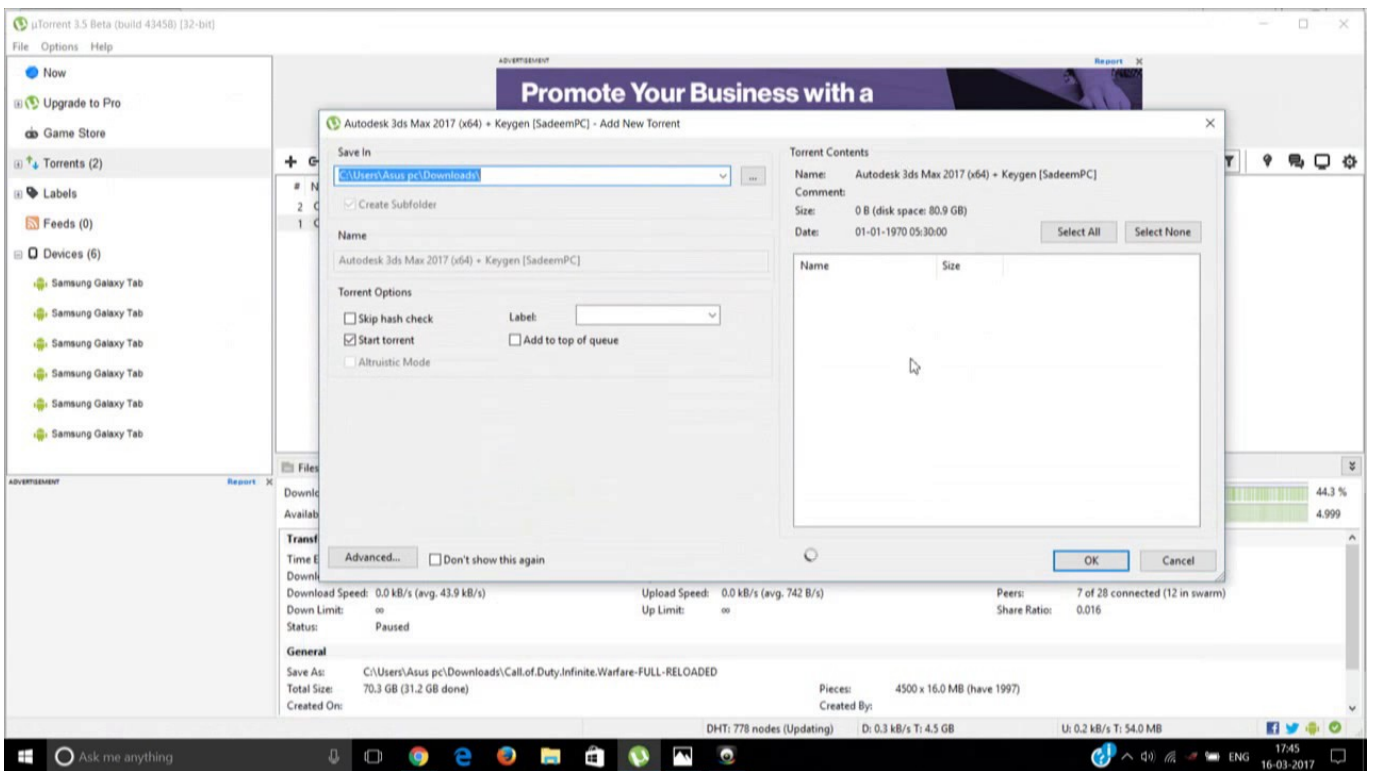 µTorrent 3.5 Beta (build 43458) [32-bit]
File Options Help
Now
Upgrade to Pro
Game Store
Torrents (2)
Labels
Feeds (0)
Devices (6)
Samsung Galaxy Tab
Samsung Galaxy Tab
Samsung Galaxy Tab
Samsung Galaxy Tab
Samsung Galaxy Tab
Samsung Galaxy Tab
ADVERTISEMENT Report
ADVERTISEMENT Report
Promote Your Business with a
# N
2 C
1 C
Autodesk 3ds Max 2017 (x64) + Keygen [SadeemPC] - Add New Torrent
Save In
C:\Users\Asus pc\Downloads\
...
Create Subfolder
Name
Autodesk 3ds Max 2017 (x64) + Keygen [SadeemPC]
Torrent Options
Skip hash check Label:
Start torrent Add to top of queue
Altruistic Mode
Advanced... Don't show this again
Torrent Contents
Name: Autodesk 3ds Max 2017 (x64) + Keygen [SadeemPC]
Comment:
Size: 0 B (disk space: 80.9 GB)
Date: 01-01-1970 05:30:00 Select All Select None
Name Size
OK Cancel
Files
Downlo 44.3 %
Availab 4.999
Transf
Time E
Downlo
Download Speed: 0.0 kB/s (avg. 43.9 kB/s) Upload Speed: 0.0 kB/s (avg. 742 B/s) Peers: 7 of 28 connected (12 in swarm)
Down Limit: ∞ Up Limit: ∞ Share Ratio: 0.016
Status: Paused
General
Save As: C:\Users\Asus pc\Downloads\Call.of.Duty.Infinite.Warfare-FULL-RELOADED
Total Size: 70.3 GB (31.2 GB done) Pieces: 4500 x 16.0 MB (have 1997)
Created On: Created By:
DHT: 778 nodes (Updating) D: 0.3 kB/s T: 4.5 GB U: 0.2 kB/s T: 54.0 MB
Ask me anything ENG 17:45
16-03-2017